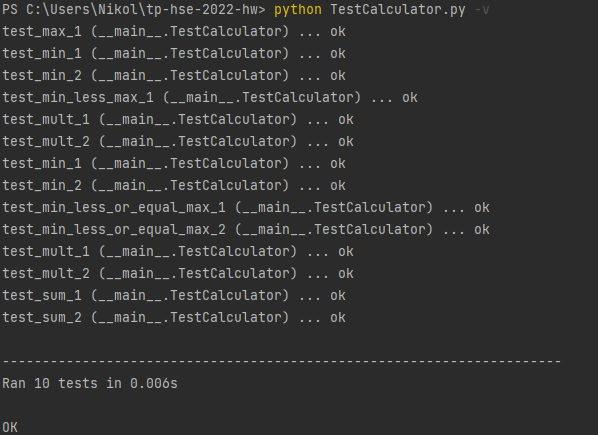 PS C:\Users\Nikol\tp-hse-2022-hw> python TestCalculator.py -v
test_max_1 (__main__.TestCalculator) ... ok
test_min_1 (__main__.TestCalculator) ... ok
test_min_2 (__main__.TestCalculator) ... ok
test_min_less_max_1 (__main__.TestCalculator) ... ok
test_mult_1 (__main__.TestCalculator) ... ok
test_mult_2 (__main__.TestCalculator) ... ok
test_min_1 (__main__.TestCalculator) ... ok
test_min_2 (__main__.TestCalculator) ... ok
test_min_less_or_equal_max_1 (__main__.TestCalculator) ... ok
test_min_less_or_equal_max_2 (__main__.TestCalculator) ... ok
test_mult_1 (__main__.TestCalculator) ... ok
test_mult_2 (__main__.TestCalculator) ... ok
test_sum_1 (__main__.TestCalculator) ... ok
test_sum_2 (__main__.TestCalculator) ... ok
----------------------------------------------------------------------
Ran 10 tests in 0.006s
OK